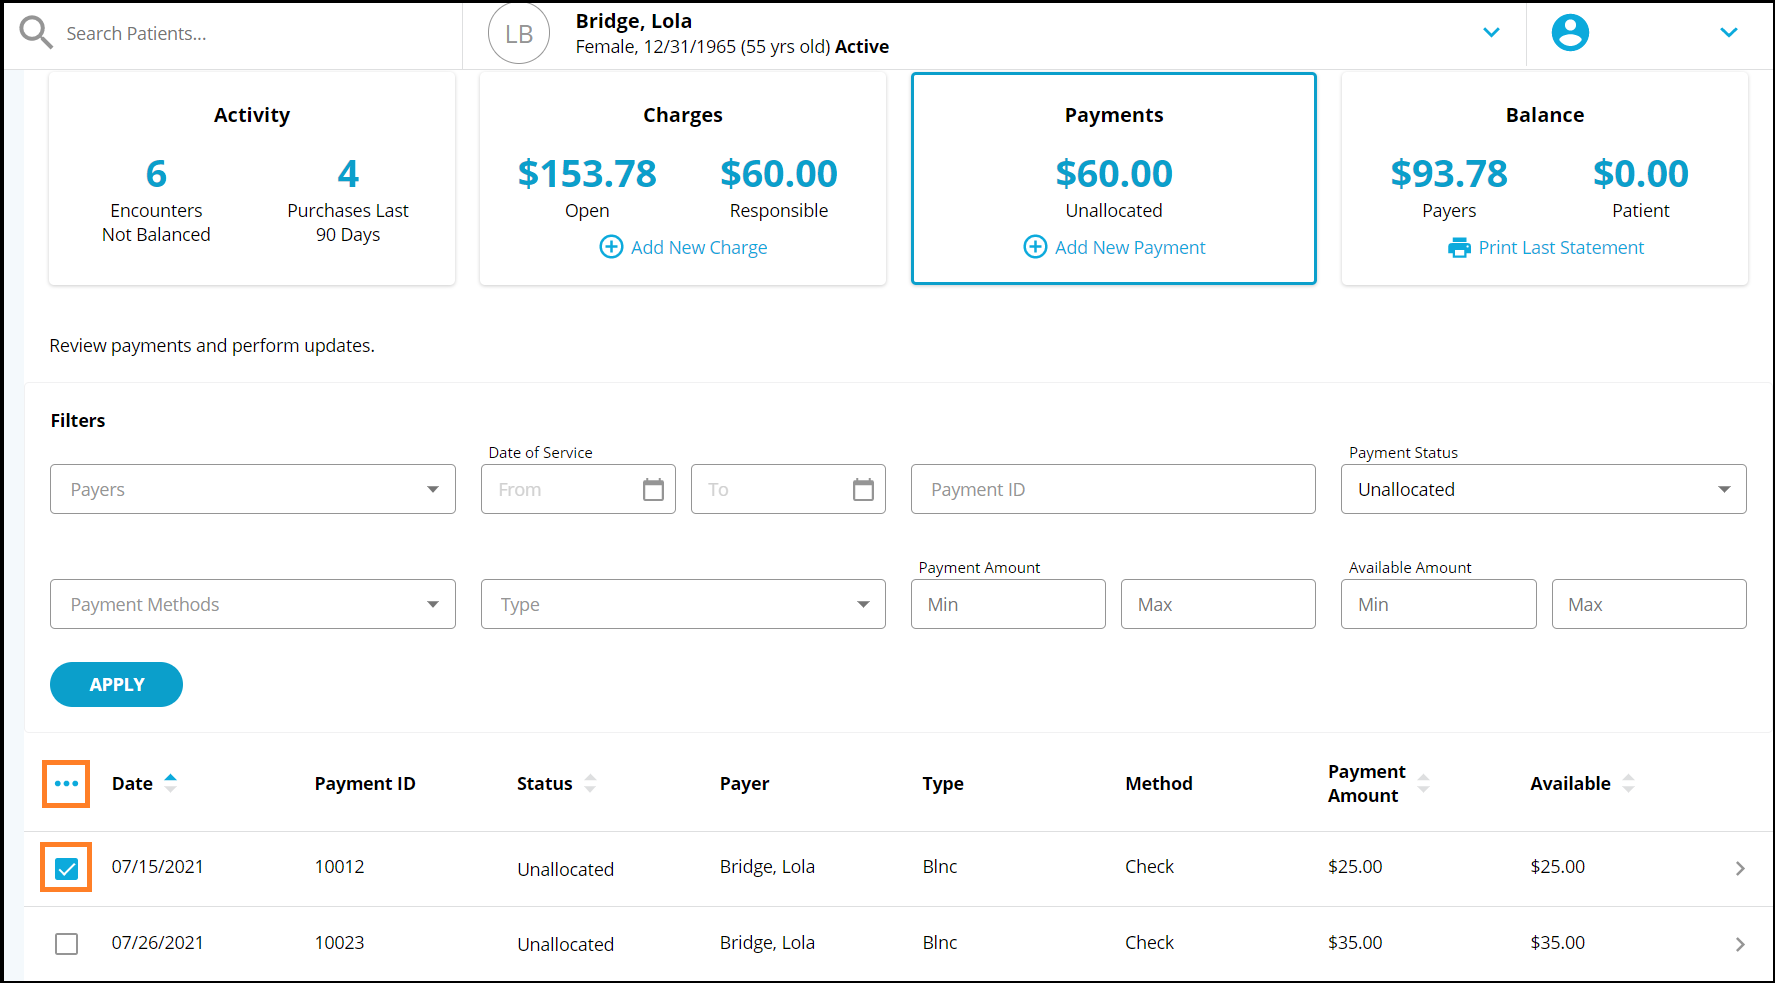 Search Patients...
LB
Bridge, Lola
Female, 12/31/1965 (55 yrs old) Active
Activity
6
Encounters
Not Balanced
4
Purchases Last
90 Days
Charges
$153.78
Open
$60.00
Responsible
Add New Charge
Payments
$60.00
Unallocated
Add New Payment
Balance
$93.78
Payers
$0.00
Patient
Print Last Statement
Review payments and perform updates.
Filters
Payers
Date of Service
From
To
Payment ID
Payment Status
Unallocated
Payment Methods
Type
Payment Amount
Min
Max
Available Amount
Min
Max
APPLY
Date
Payment ID
Status
Payer
Type
Method
Payment
Amount
Available
07/15/2021 10012 Unallocated Bridge, Lola Blnc Check $25.00 $25.00
07/26/2021 10023 Unallocated Bridge, Lola Blnc Check $35.00 $35.00